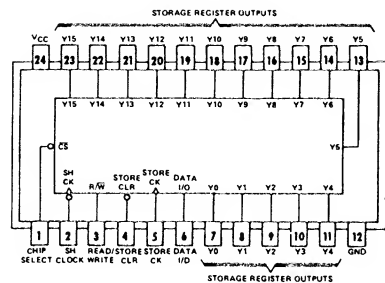 STORAGE REGISTER OUTPUTS
VCC Y15 Y14 Y13 Y12 Y11 Y10 Y9 Y8 Y7 Y6 Y5
24 23 22 21 20 19 18 17 16 15 14 13
Y15 Y14 Y13 Y12 Y11 Y10 Y9 Y8 Y7 Y6
CS Y5
SH CK R/W STORE CLR STORE CK DATA I/O Y0 Y1 Y2 Y3 Y4
1 2 3 4 5 6 7 8 9 10 11 12
CHIP SELECT SH CLOCK READ/WRITE STORE CLR STORE CK DATA I/O Y0 Y1 Y2 Y3 Y4 GND
STORAGE REGISTER OUTPUTS